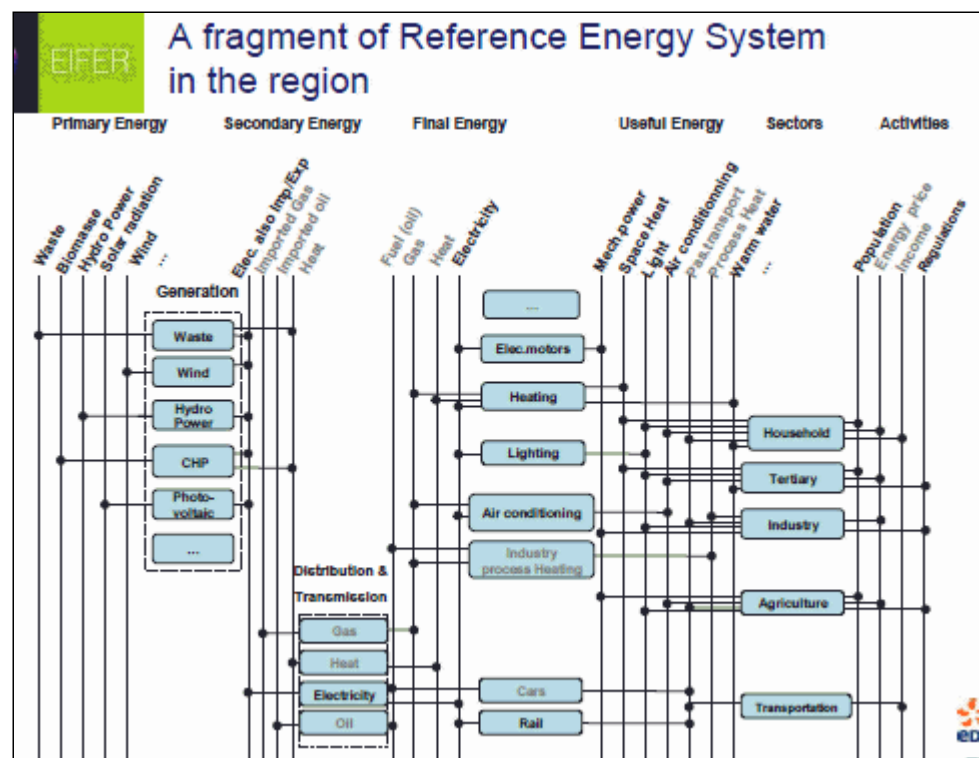 EIFER
A fragment of Reference Energy System
in the region
Primary Energy
Secondary Energy
Final Energy
Useful Energy
Sectors
Activities
Waste
Biomasse
Hydro Power
Solar radiation
Wind
...
Elec. also Imp/Exp
Imported Gas
Imported oil
Heat
Fuel (oil)
Gas
Heat
Electricity
Mech.power
Space Heat
Light
Air conditionning
Pas.transport
Process Heat
Warm water
...
Population
Energy price
Income
Regulations
Generation
Waste
Wind
Hydro
Power
CHP
Photo-
voltaic
...
Distribution &
Transmission
Gas
Heat
Electricity
Oil
....
Elec.motors
Heating
Lighting
Air conditioning
Industry
process Heating
Cars
Rail
Household
Tertiary
Industry
Agriculture
Transportation